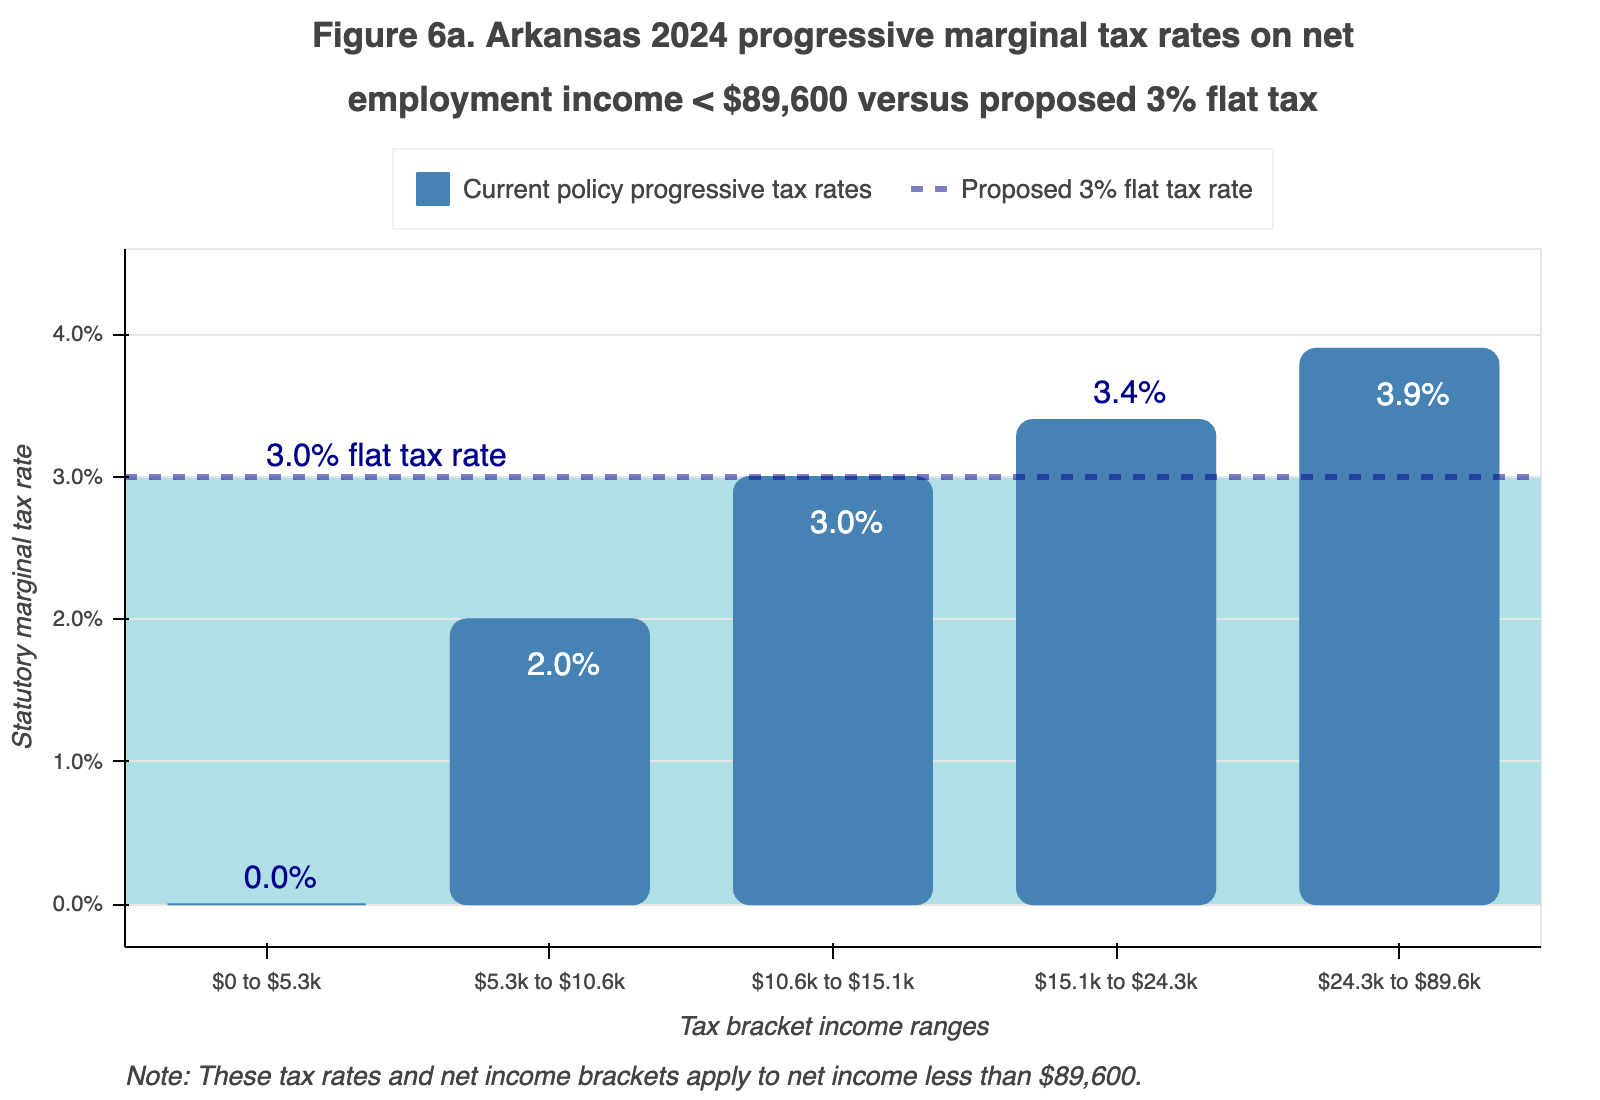 Figure 6a. Arkansas 2024 progressive marginal tax rates on net
employment income < $89,600 versus proposed 3% flat tax
Current policy progressive tax rates
Proposed 3% flat tax rate
Statutory marginal tax rate
4.0%
3.0%
2.0%
1.0%
0.0%
3.0% flat tax rate
0.0%
2.0%
3.0%
3.4%
3.9%
$0 to $5.3k
$5.3k to $10.6k
$10.6k to $15.1k
$15.1k to $24.3k
$24.3k to $89.6k
Tax bracket income ranges
Note: These tax rates and net income brackets apply to net income less than $89,600.